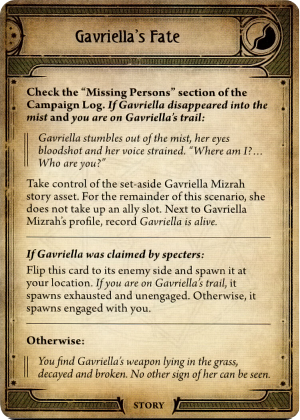 Gavriella's Fate
Check the "Missing Persons" section of the
Campaign Log. If Gavriella disappeared into the
mist and you are on Gavriella's trail:
Gavriella stumbles out of the mist, her eyes
bloodshot and her voice strained. "Where am I?…
Who are you?"
Take control of the set-aside Gavriella Mizrah
story asset. For the remainder of this scenario, she
does not take up an ally slot. Next to Gavriella
Mizrah's profile, record Gavriella is alive.
If Gavriella was claimed by specters:
Flip this card to its enemy side and spawn it at
your location. If you are on Gavriella's trail, it
spawns exhausted and unengaged. Otherwise, it
spawns engaged with you.
Otherwise:
You find Gavriella's weapon lying in the grass,
decayed and broken. No other sign of her can be seen.
STORY